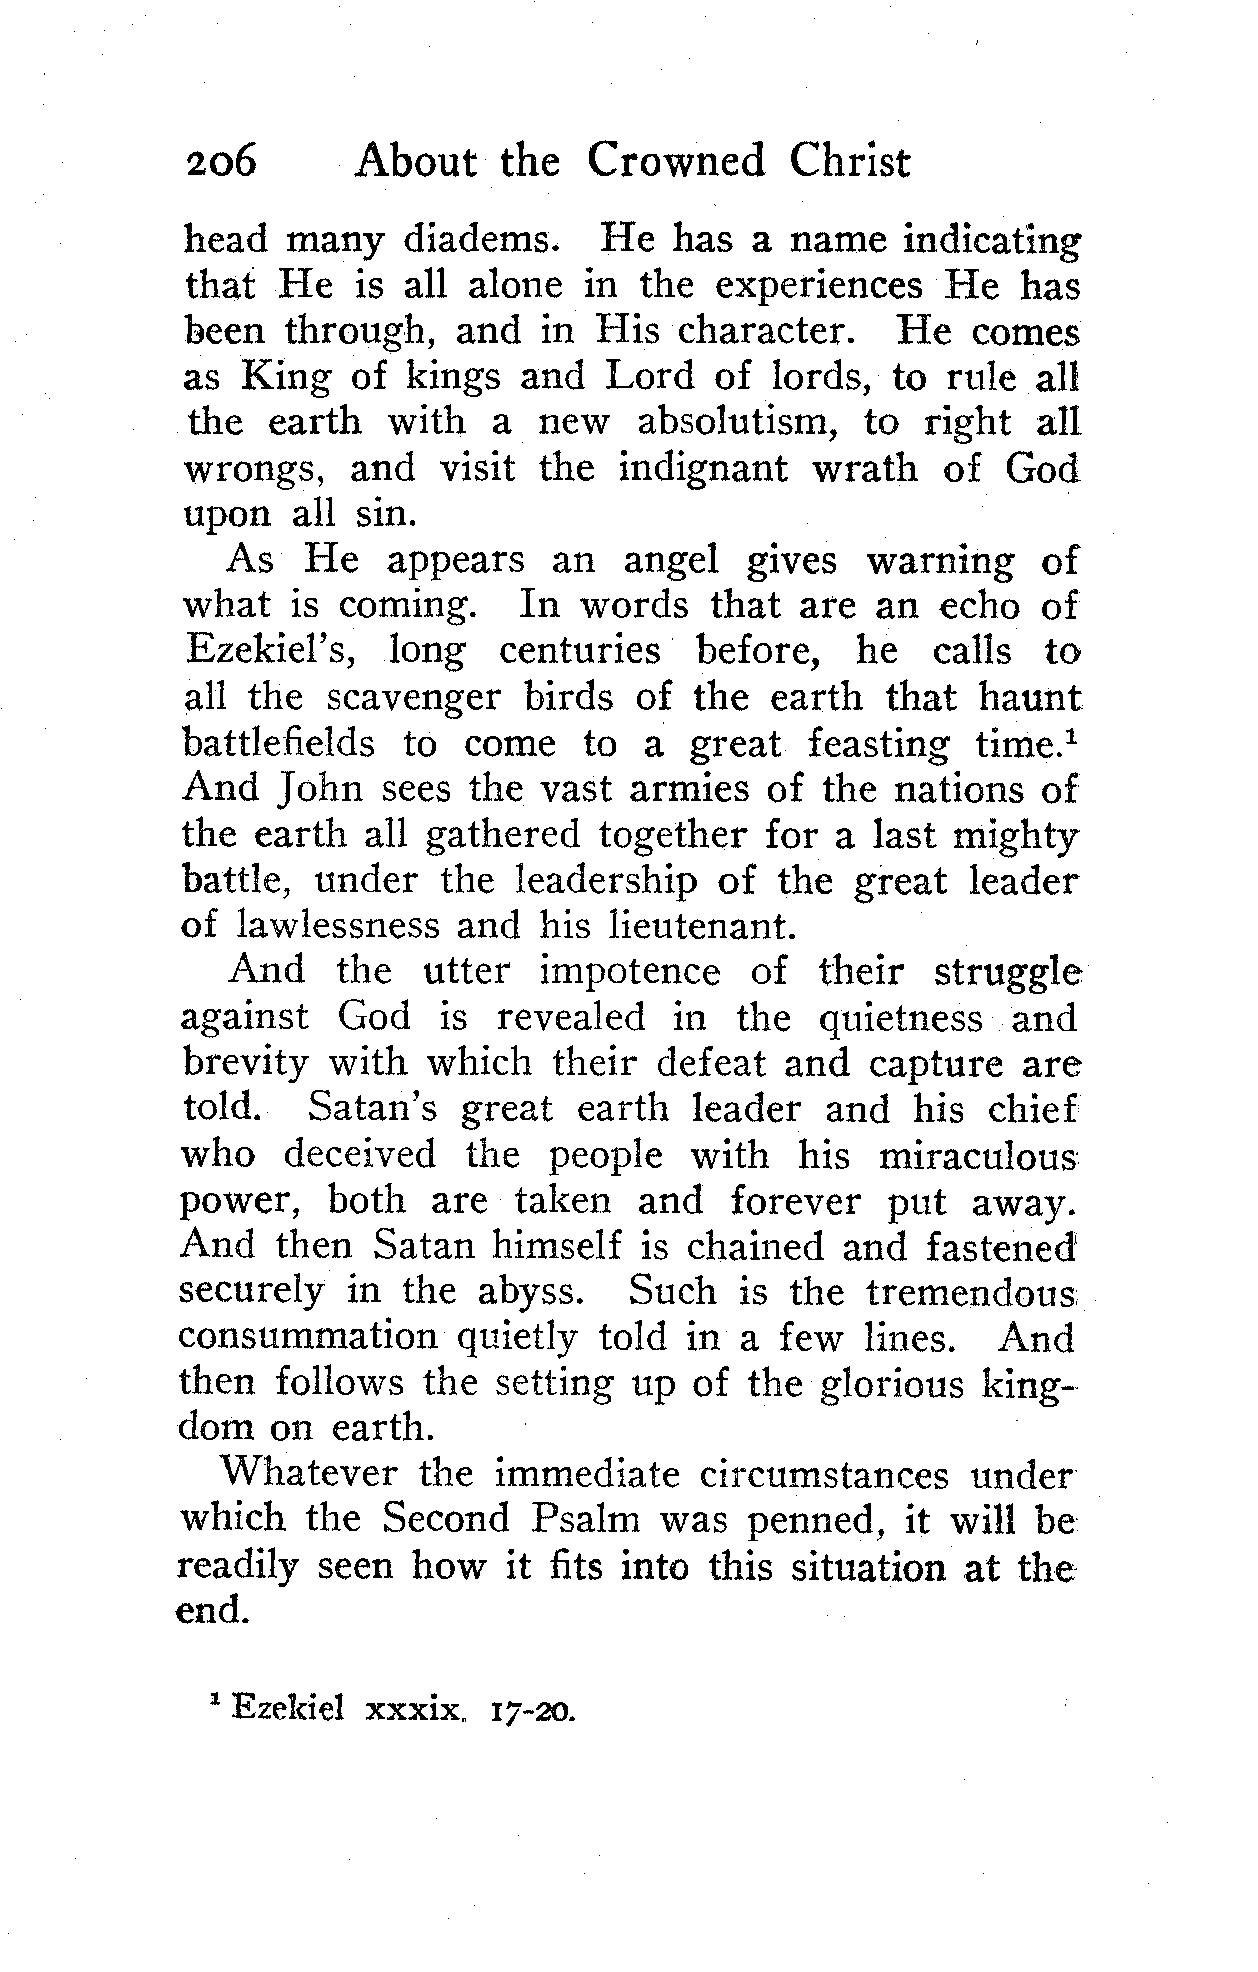 206 About the Crowned Christ
head many diadems. He has a name indicating
that He is all alone in the experiences He has
been through, and in His character. He comes
as King of kings and Lord of lords, to rule all
the earth with a new absolutism, to right all
wrongs, and visit the indignant wrath of God
upon all sin.
As He appears an angel gives warning of
what is coming. In words that are an echo of
Ezekiel's, long centuries before, he calls to
all the scavenger birds of the earth that haunt
battlefields to come to a great feasting time.¹
And John sees the vast armies of the nations of
the earth all gathered together for a last mighty
battle, under the leadership of the great leader
of lawlessness and his lieutenant.
And the utter impotence of their struggle
against God is revealed in the quietness and
brevity with which their defeat and capture are
told. Satan's great earth leader and his chief
who deceived the people with his miraculous
power, both are taken and forever put away.
And then Satan himself is chained and fastened
securely in the abyss. Such is the tremendous
consummation quietly told in a few lines. And
then follows the setting up of the glorious king-
dom on earth.
Whatever the immediate circumstances under
which the Second Psalm was penned, it will be
readily seen how it fits into this situation at the
end.
¹ Ezekiel xxxix. 17-20.